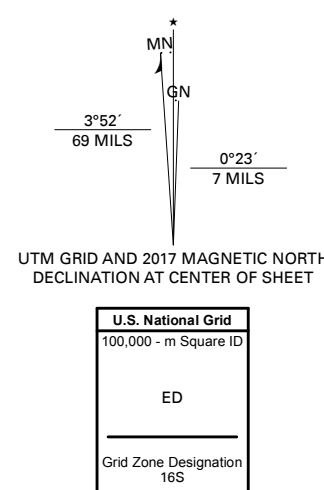 ★
MN
GN
3°52´
69 MILS
0°23´
7 MILS
UTM GRID AND 2017 MAGNETIC NORTH
DECLINATION AT CENTER OF SHEET
U.S. National Grid
100,000 - m Square ID
ED
Grid Zone Designation
16S